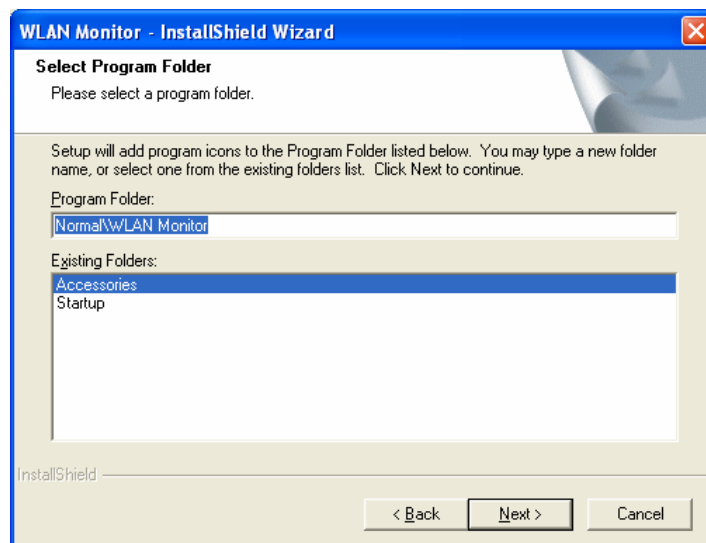 WLAN Monitor - InstallShield Wizard
Select Program Folder
Please select a program folder.
Setup will add program icons to the Program Folder listed below. You may type a new folder
name, or select one from the existing folders list. Click Next to continue.
Program Folder:
Normal\WLAN Monitor
Existing Folders:
Accessories
Startup
InstallShield
< Back
Next >
Cancel